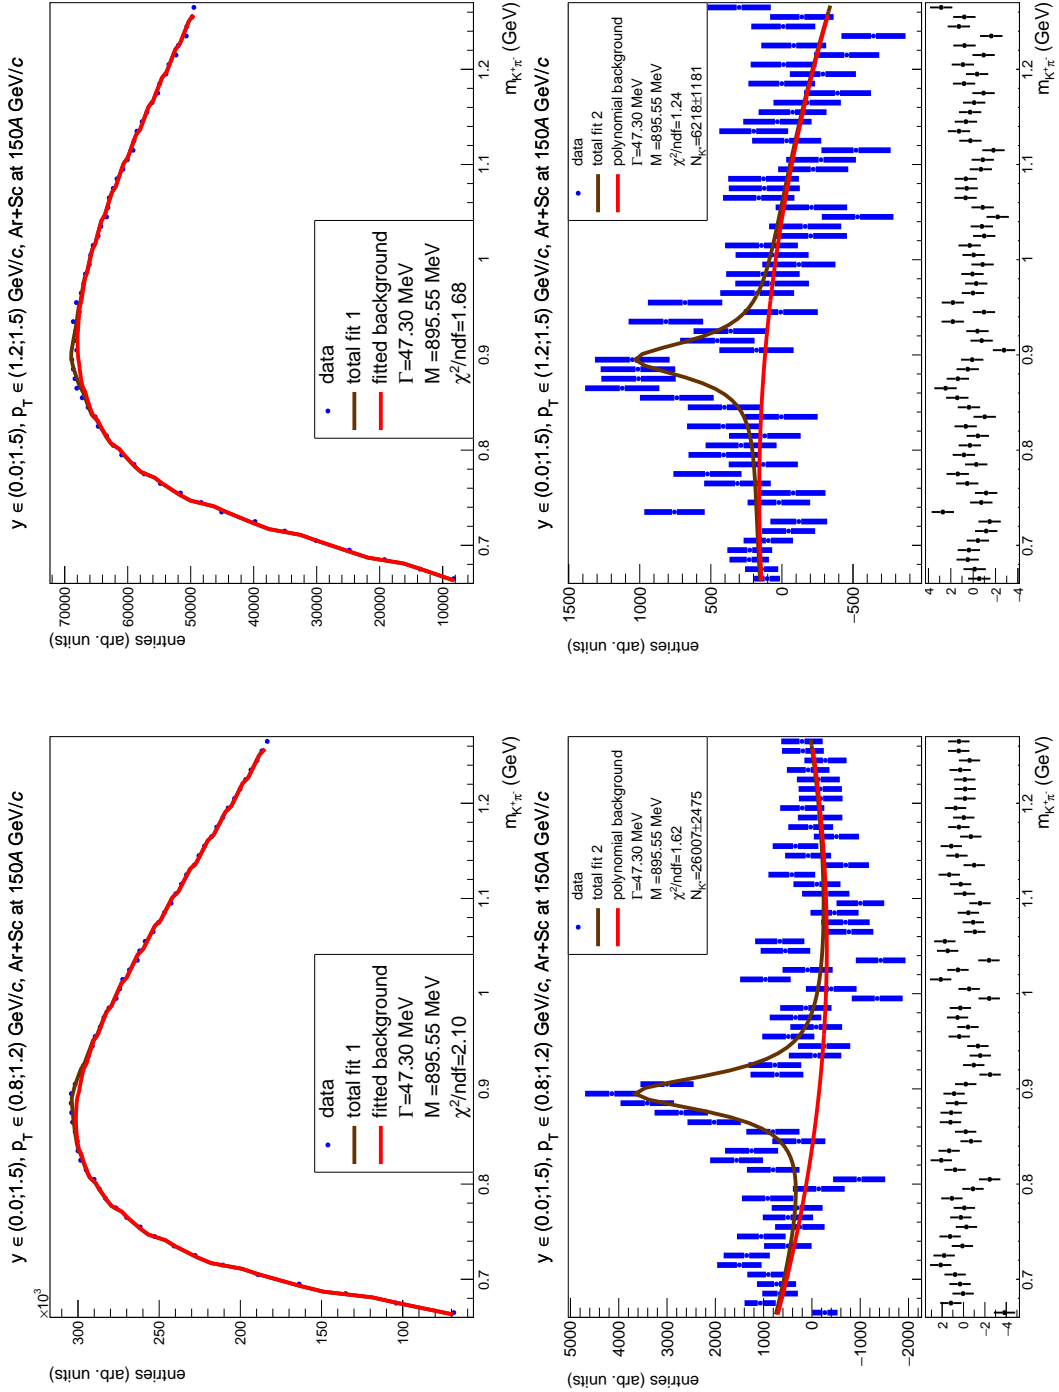 y ∈ (0.0;1.5), p_T ∈ (0.8;1.2) GeV/c, Ar+Sc at 150A GeV/c
×10³
entries (arb. units)
300
250
200
150
100
data
total fit 1
fitted background
Γ=47.30 MeV
M =895.55 MeV
χ²/ndf=2.10
0.7 0.8 0.9 1 1.1 1.2
m_K⁺π⁻ (GeV)
y ∈ (0.0;1.5), p_T ∈ (1.2;1.5) GeV/c, Ar+Sc at 150A GeV/c
entries (arb. units)
70000
60000
50000
40000
30000
20000
10000
data
total fit 1
fitted background
Γ=47.30 MeV
M =895.55 MeV
χ²/ndf=1.68
0.7 0.8 0.9 1 1.1 1.2
m_K⁺π⁻ (GeV)
y ∈ (0.0;1.5), p_T ∈ (0.8;1.2) GeV/c, Ar+Sc at 150A GeV/c
entries (arb. units)
5000
4000
3000
2000
1000
0
−1000
−2000
data
total fit 2
polynomial background
Γ=47.30 MeV
M =895.55 MeV
χ²/ndf=1.62
N_K*=26007±2475
2
0
−2
−4
0.7 0.8 0.9 1 1.1 1.2
m_K⁺π⁻ (GeV)
y ∈ (0.0;1.5), p_T ∈ (1.2;1.5) GeV/c, Ar+Sc at 150A GeV/c
entries (arb. units)
1500
1000
500
0
−500
data
total fit 2
polynomial background
Γ=47.30 MeV
M =895.55 MeV
χ²/ndf=1.24
N_K*=6218±1181
4
2
0
−2
−4
0.7 0.8 0.9 1 1.1 1.2
m_K⁺π⁻ (GeV)